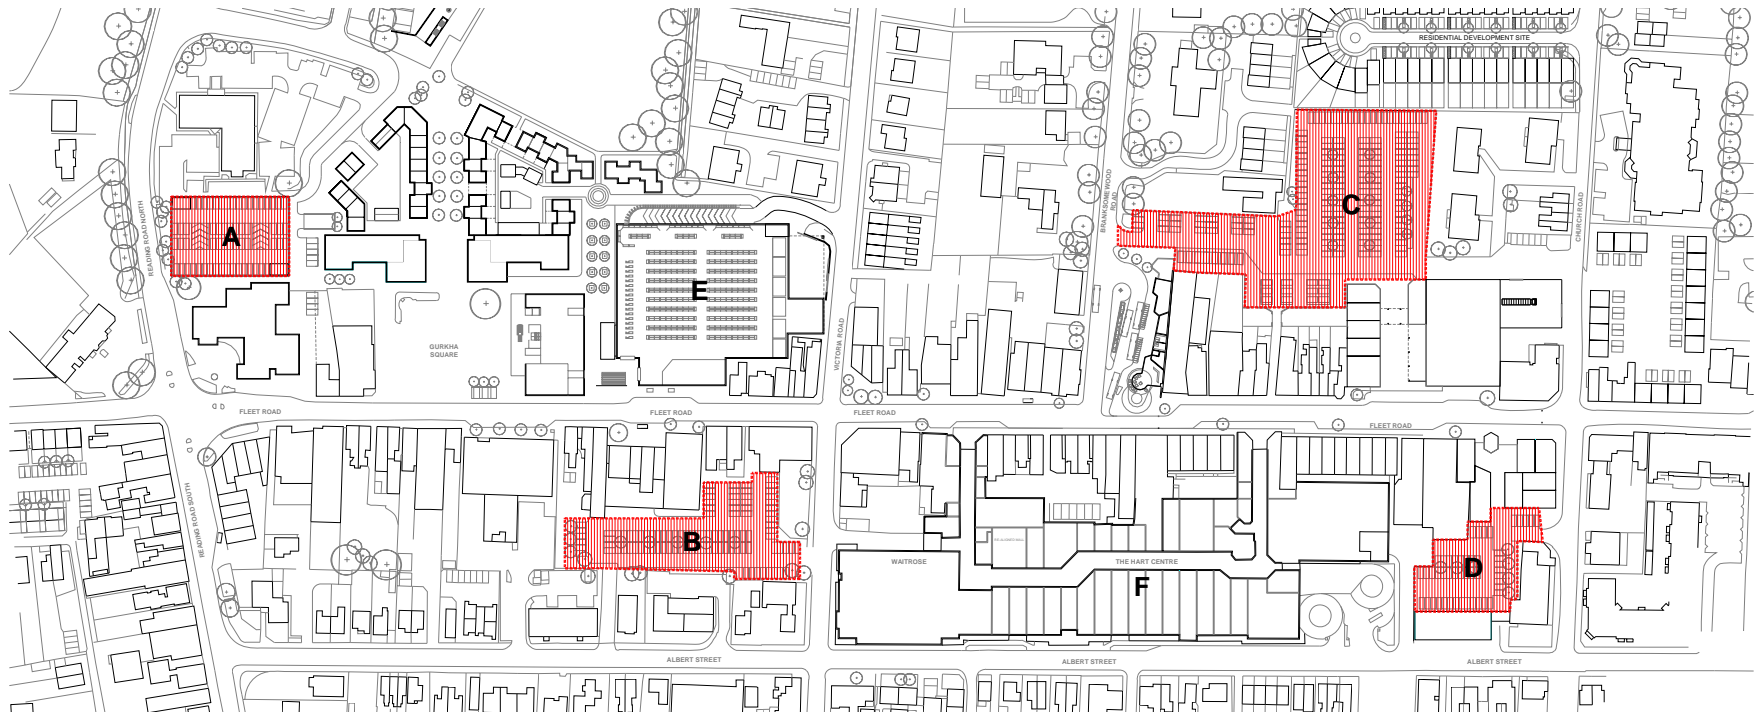 RESIDENTIAL DEVELOPMENT SITE
A
READING ROAD NORTH
BRANKSOMEWOOD
ROAD
C
CHURCH ROAD
E
GURKHA
SQUARE
VICTORIA ROAD
FLEET ROAD
FLEET ROAD
FLEET ROAD
FLEET ROAD
READING ROAD SOUTH
B
WAITROSE
THE HART CENTRE
F
D
ALBERT STREET
ALBERT STREET
ALBERT STREET